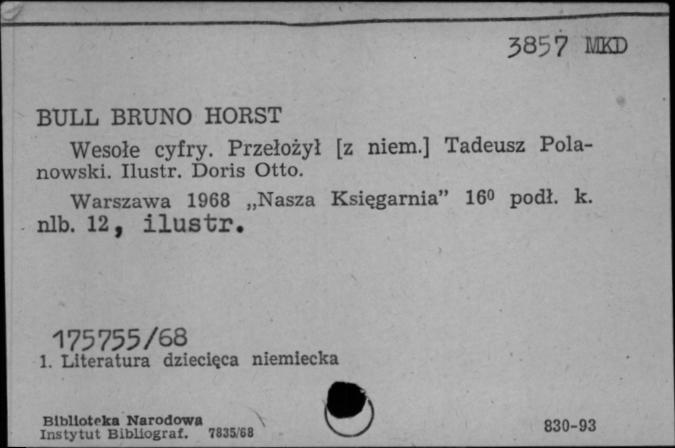 3857 MKD
BULL BRUNO HORST
Wesołe cyfry. Przełożył [z niem.] Tadeusz Pola-
nowski. Ilustr. Doris Otto.
Warszawa 1968 „Nasza Księgarnia” 16⁰ podł. k.
nlb. 12, ilustr.
175755/68
1. Literatura dziecięca niemiecka
Biblioteka Narodowa
Instytut Bibliograf. 7835/68
830-93